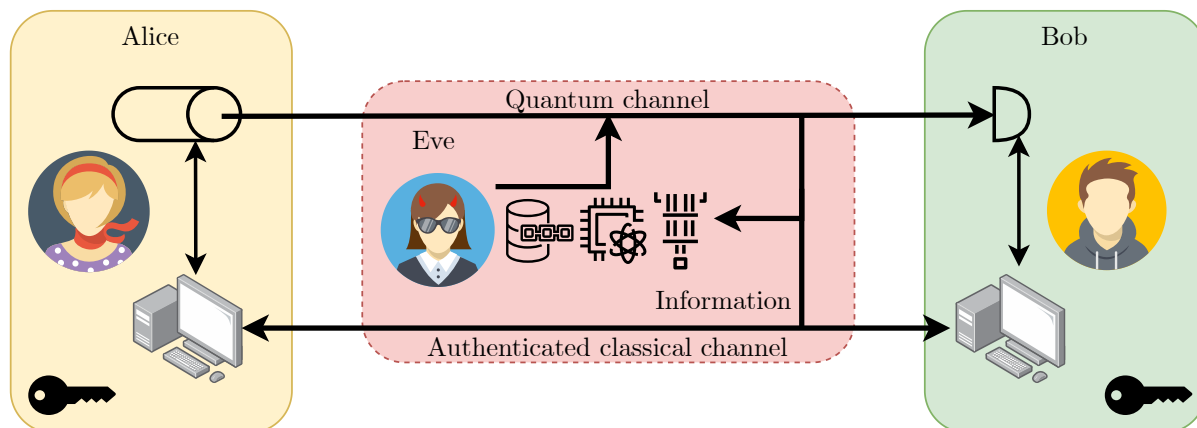 Alice
Bob
Quantum channel
Eve
Information
Authenticated classical channel